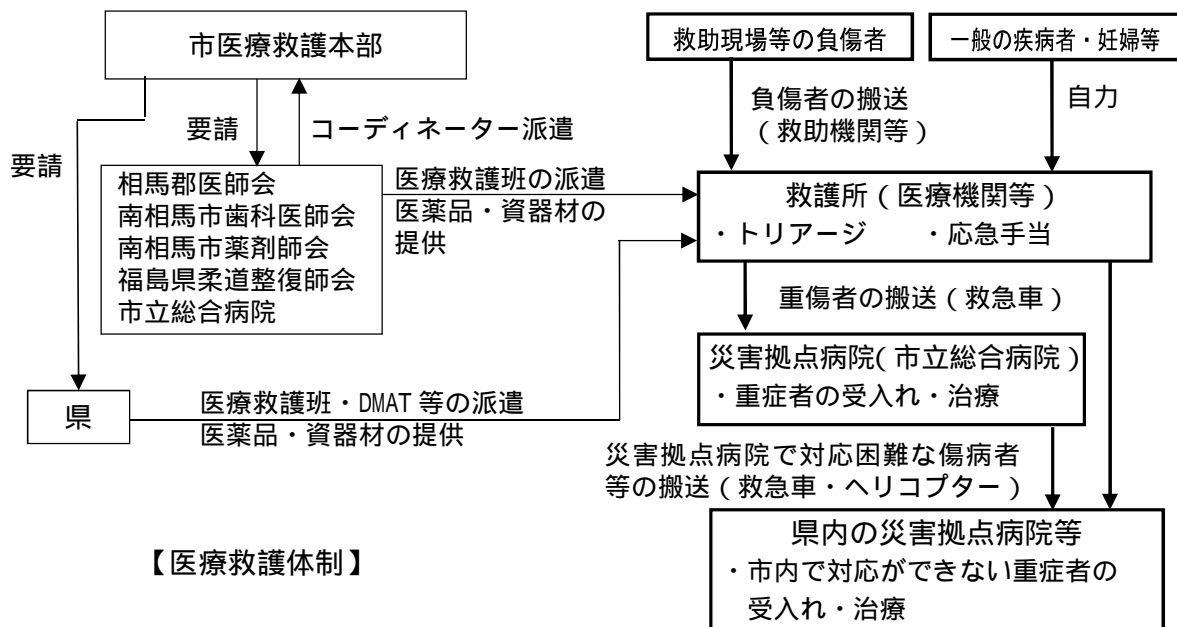 市医療救護本部
救助現場等の負傷者
一般の疾病者・妊婦等
要請
要請
コーディネーター派遣
負傷者の搬送
（救助機関等）
自力
相馬郡医師会
南相馬市歯科医師会
南相馬市薬剤師会
福島県柔道整復師会
市立総合病院
医療救護班の派遣
医薬品・資器材の
提供
救護所（医療機関等）
・トリアージ　　・応急手当
重傷者の搬送（救急車）
災害拠点病院（市立総合病院）
・重症者の受入れ・治療
県
医療救護班・DMAT 等の派遣
医薬品・資器材の提供
災害拠点病院で対応困難な傷病者
等の搬送（救急車・ヘリコプター）
県内の災害拠点病院等
・市内で対応ができない重症者の
受入れ・治療
【医療救護体制】